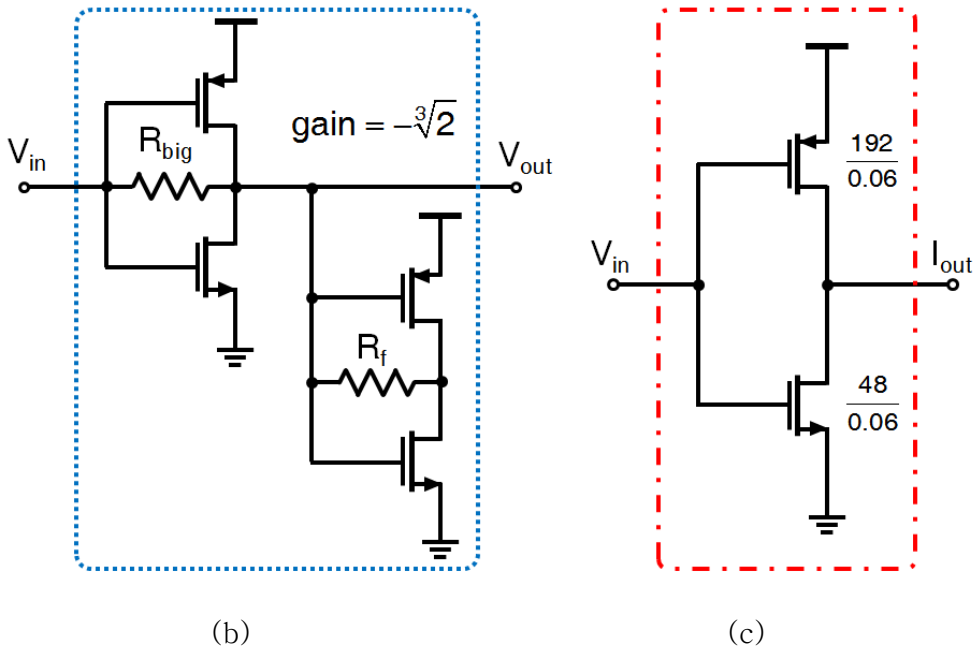 gain = -∛2
V_in
R_big
V_out
R_f
192
0.06
V_in
I_out
48
0.06
(b)
(c)